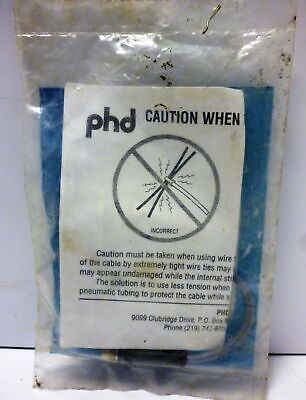 phd CAUTION WHEN
INCORRECT
Caution must be taken when using wire
of the cable by extremely tight wire ties may
may appear undamaged while the internal
The solution is to use less tension when
pneumatic tubing to protect the cable while
PHD
9099 Clubridge Drive, P.O. Box
Phone (219) 747-